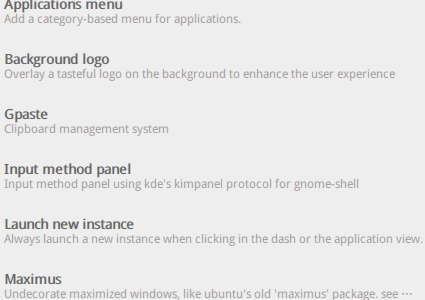 Applications menu
Add a category-based menu for applications.
Background logo
Overlay a tasteful logo on the background to enhance the user experience
Gpaste
Clipboard management system
Input method panel
Input method panel using kde's kimpanel protocol for gnome-shell
Launch new instance
Always launch a new instance when clicking in the dash or the application view.
Maximus
Undecorate maximized windows, like ubuntu's old 'maximus' package. see ···